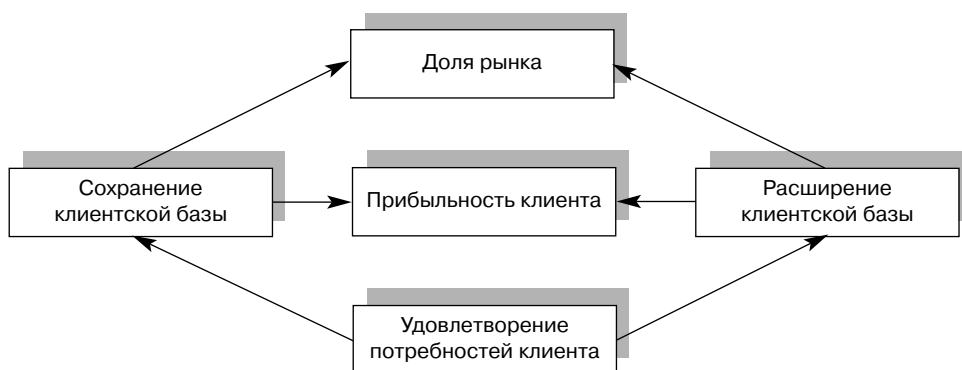 Доля рынка
Сохранение
клиентской базы
Прибыльность клиента
Расширение
клиентской базы
Удовлетворение
потребностей клиента